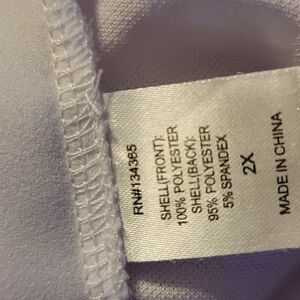 RN#134365
SHELL(FRONT):
100% POLYESTER
SHELL(BACK):
95% POLYESTER
5% SPANDEX
2X
MADE IN CHINA